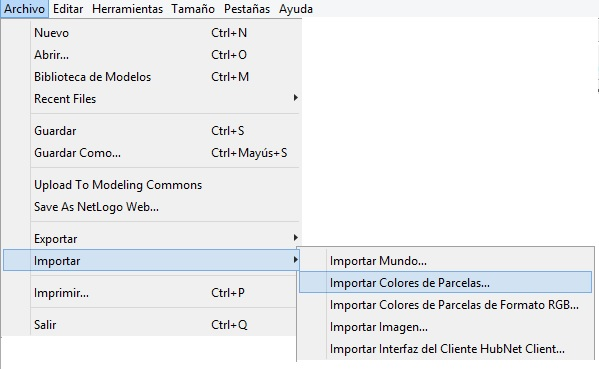 Archivo Editar Herramientas Tamaño Pestañas Ayuda
Nuevo Ctrl+N
Abrir... Ctrl+O
Biblioteca de Modelos Ctrl+M
Recent Files
Guardar Ctrl+S
Guardar Como... Ctrl+Mayús+S
Upload To Modeling Commons
Save As NetLogo Web...
Exportar
Importar
Imprimir... Ctrl+P
Salir Ctrl+Q
Importar Mundo...
Importar Colores de Parcelas...
Importar Colores de Parcelas de Formato RGB...
Importar Imagen...
Importar Interfaz del Cliente HubNet Client...